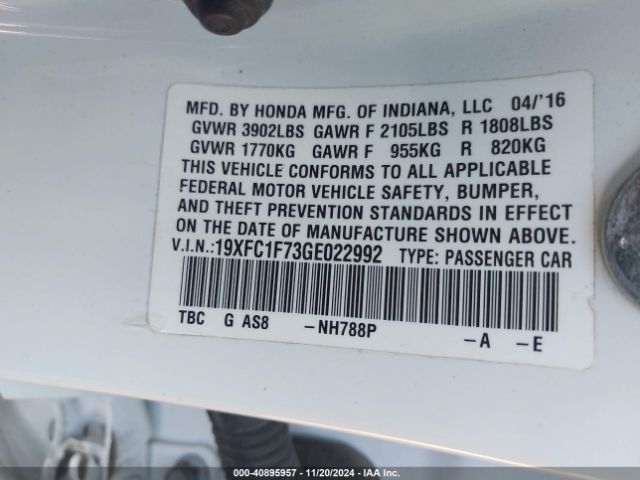 MFD. BY HONDA MFG. OF INDIANA, LLC 04/'16
GVWR 3902LBS GAWR F 2105LBS R 1808LBS
GVWR 1770KG GAWR F 955KG R 820KG
THIS VEHICLE CONFORMS TO ALL APPLICABLE
FEDERAL MOTOR VEHICLE SAFETY, BUMPER,
AND THEFT PREVENTION STANDARDS IN EFFECT
ON THE DATE OF MANUFACTURE SHOWN ABOVE.
V.I.N.:19XFC1F73GE022992 TYPE: PASSENGER CAR
TBC G AS8 -NH788P -A -E
000-40895957 - 11/20/2024 - IAA Inc.